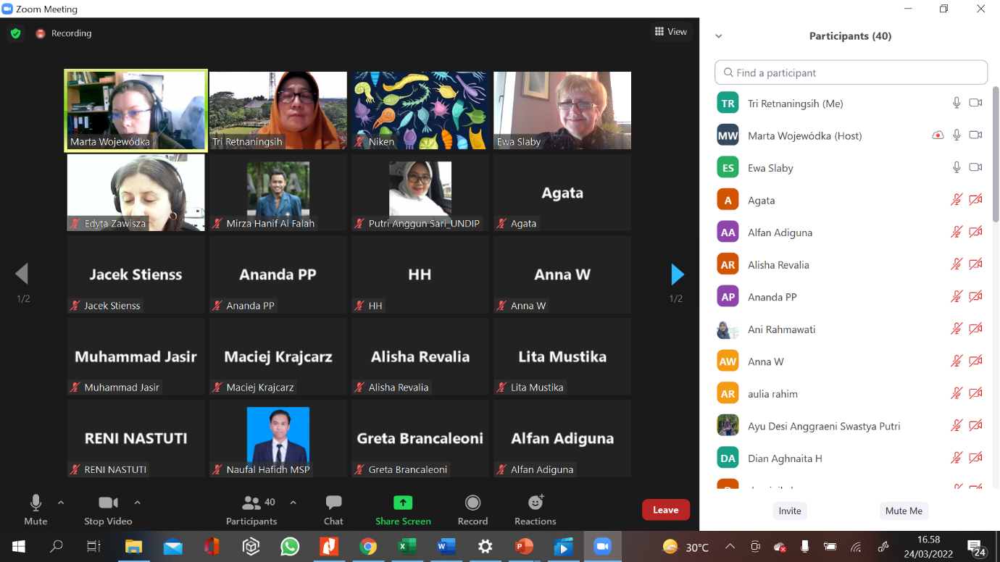 Zoom Meeting
Recording
View
Marta Wojewódka
Tri Retnaningsih
Niken
Ewa Slaby
Edyta Zawisza
Mirza Hanif Al Falah
Putri Anggun Sari_UNDIP
Agata
Agata
Jacek Stienss
Ananda PP
HH
Anna W
Jacek Stienss
Ananda PP
HH
Anna W
1/2
1/2
Muhammad Jasir
Maciej Krajcarz
Alisha Revalia
Lita Mustika
Muhammad Jasir
Maciej Krajcarz
Alisha Revalia
Lita Mustika
RENI NASTUTI
Greta Brancaleoni
Alfan Adiguna
RENI NASTUTI
Naufal Hafidh MSP
Greta Brancaleoni
Alfan Adiguna
Mute
Stop Video
40
Participants
Chat
Share Screen
Record
Reactions
Leave
Participants (40)
Find a participant
TR Tri Retnaningsih (Me)
MW Marta Wojewódka (Host)
ES Ewa Slaby
A Agata
AA Alfan Adiguna
AR Alisha Revalia
AP Ananda PP
Ani Rahmawati
AW Anna W
AR aulia rahim
Ayu Desi Anggraeni Swastya Putri
DA Dian Aghnaita H
Invite
Mute Me
30°C
16.58
24/03/2022
24